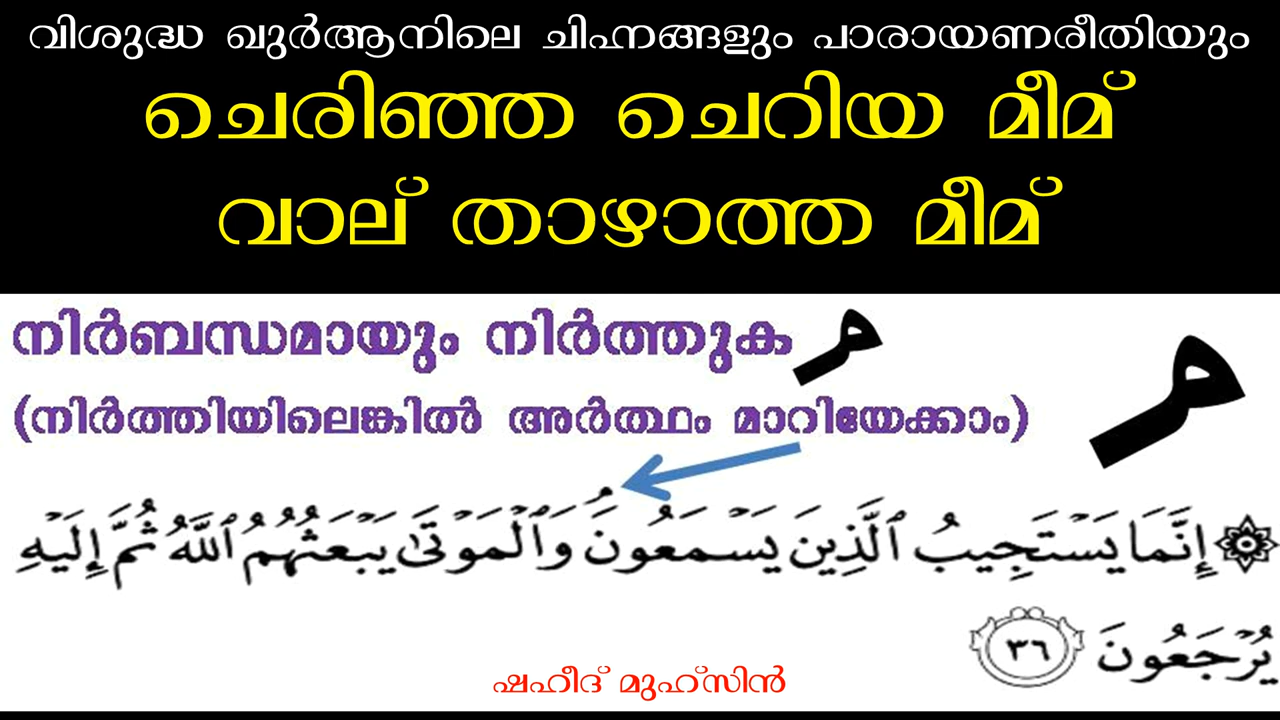 വിശുദ്ധ ഖുർആനിലെ ചിഹ്നങ്ങളും പാരായണരീതിയും
ചെരിഞ്ഞ ചെറിയ മീമ്
വാല് താഴാത്ത മീമ്
നിർബന്ധമായും നിർത്തുക م
م
(നിർത്തിയിലെങ്കിൽ അർത്ഥം മാറിയേക്കാം)
۞ إِنَّمَا يَسْتَجِيبُ ٱلَّذِينَ يَسْمَعُونَۘ وَٱلْمَوْتَىٰ يَبْعَثُهُمُ ٱللَّهُ ثُمَّ إِلَيْهِ
يُرْجَعُونَ ٣٦
ഷഹീദ് മുഹ്സിൻ